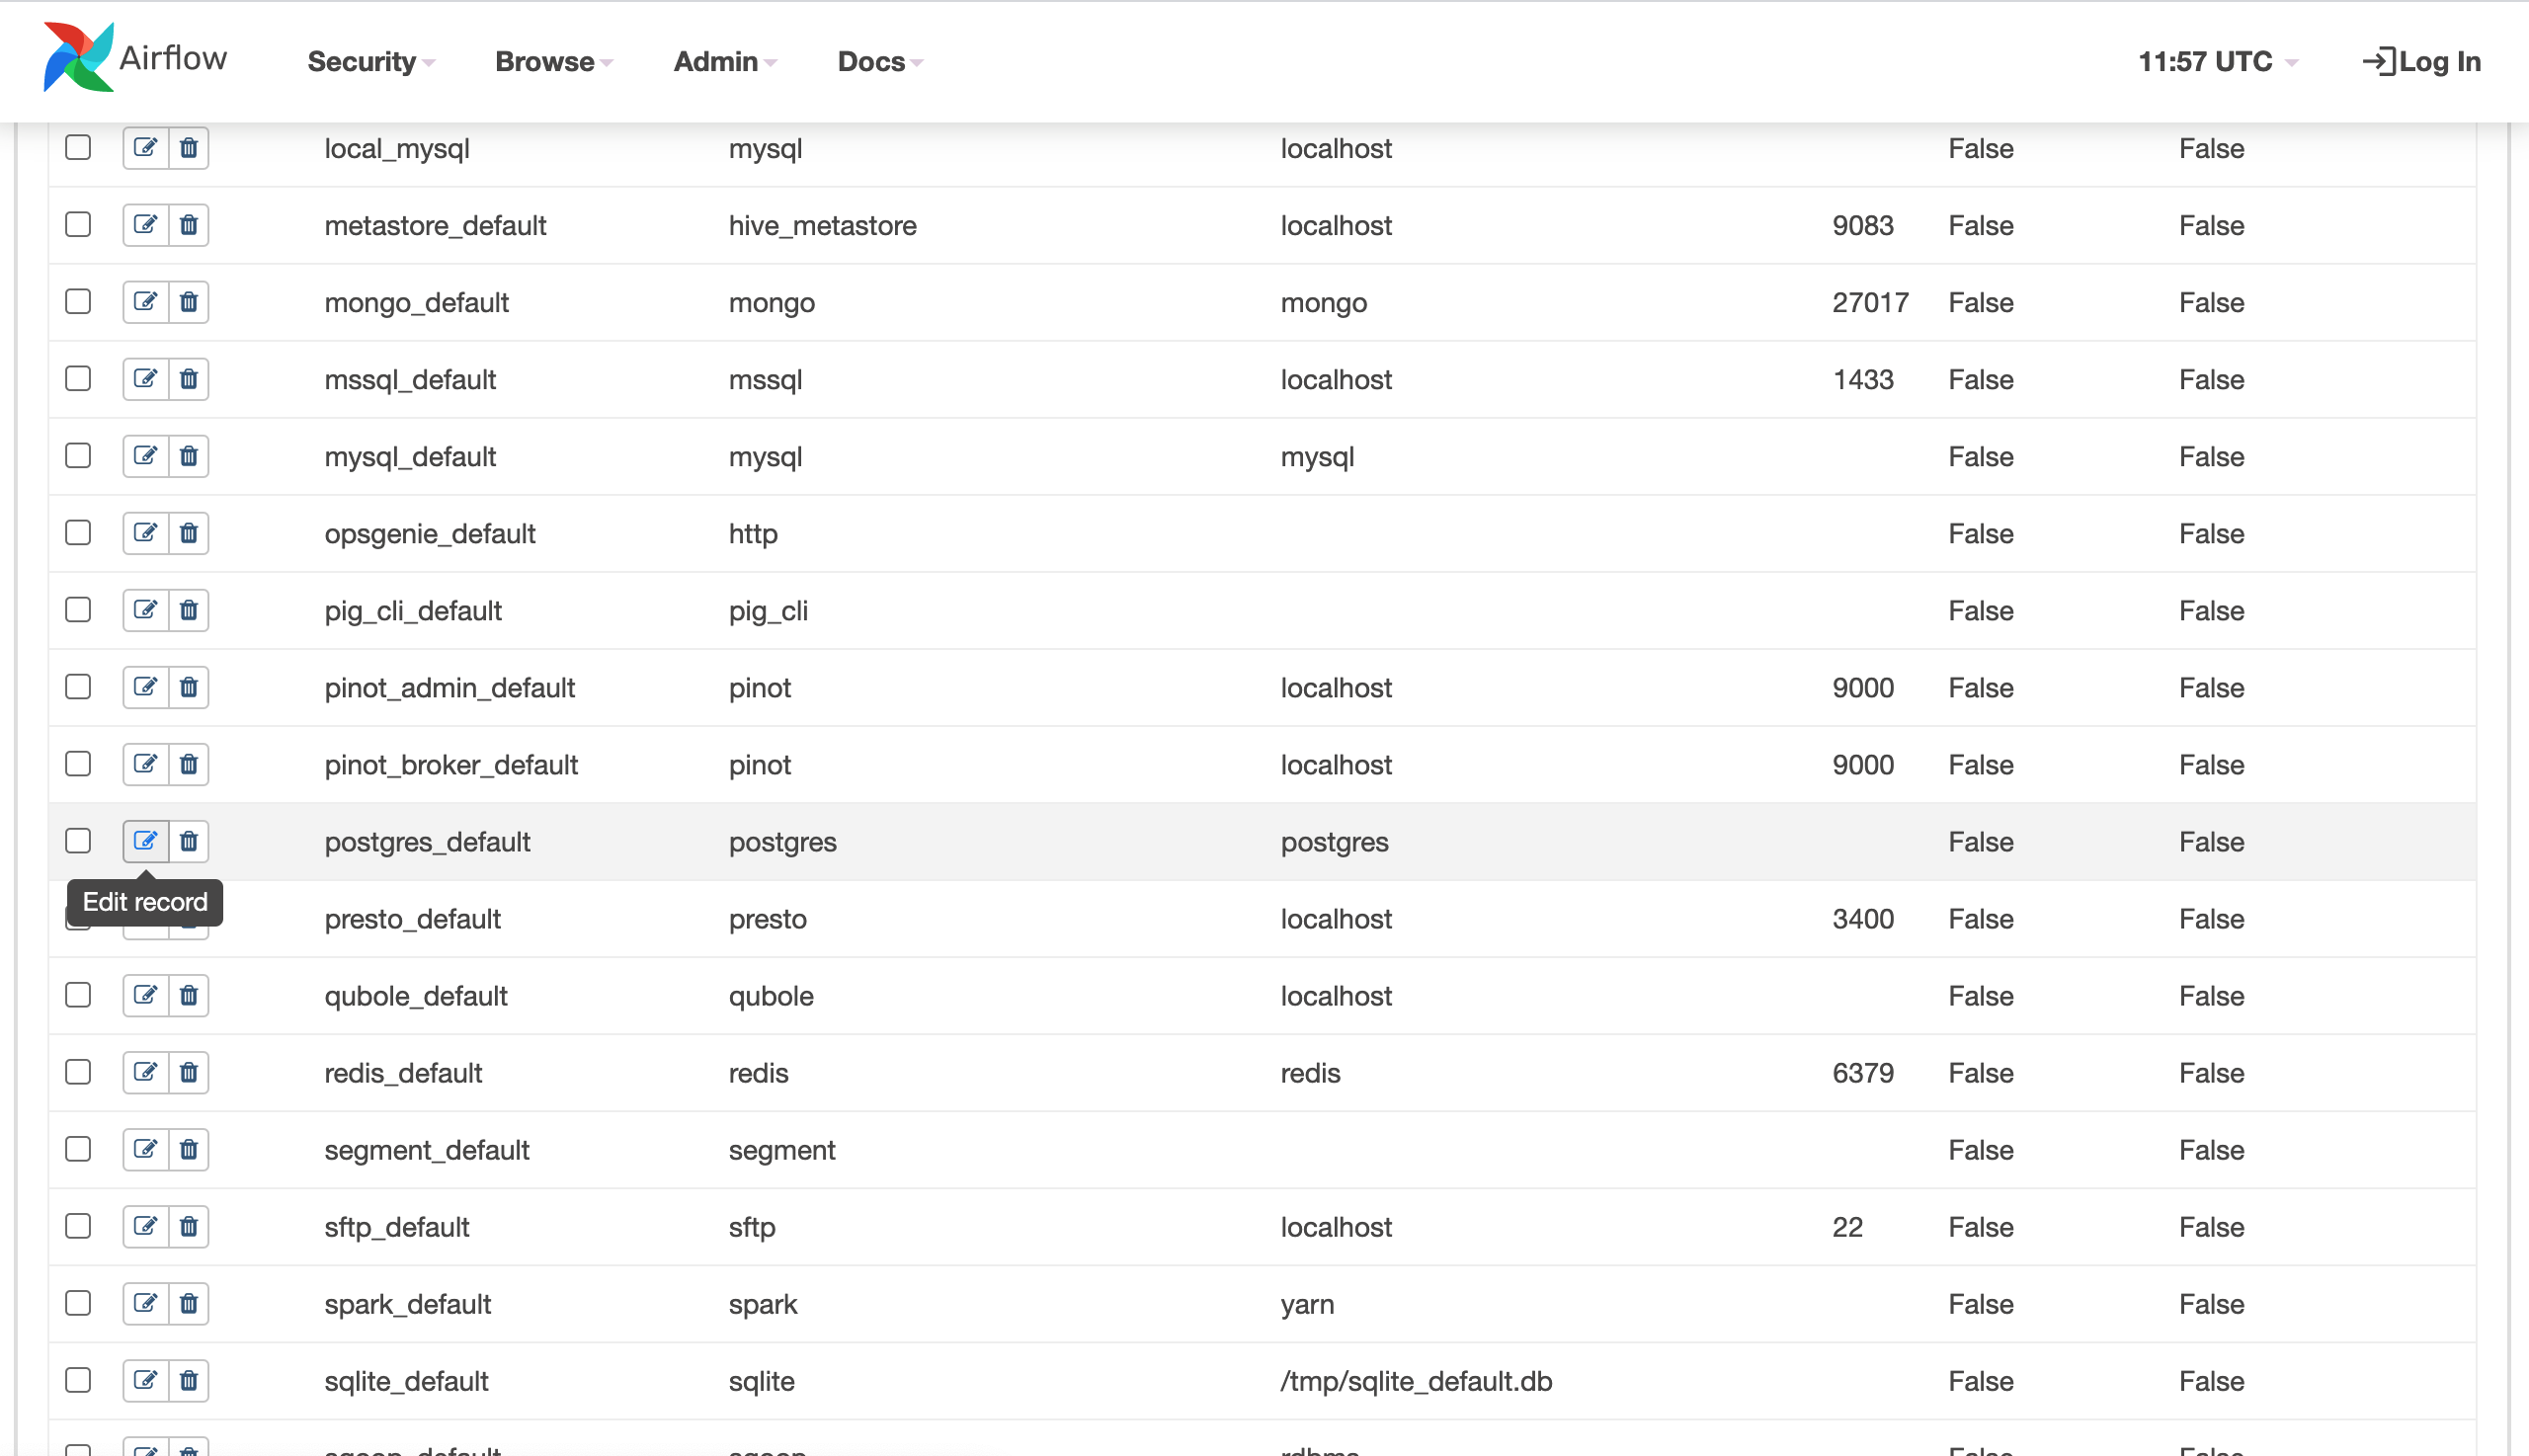 Airflow Security Browse Admin Docs 11:57 UTC Log In
local_mysql mysql localhost False False
metastore_default hive_metastore localhost 9083 False False
mongo_default mongo mongo 27017 False False
mssql_default mssql localhost 1433 False False
mysql_default mysql mysql False False
opsgenie_default http False False
pig_cli_default pig_cli False False
pinot_admin_default pinot localhost 9000 False False
pinot_broker_default pinot localhost 9000 False False
postgres_default postgres postgres False False
Edit record
presto_default presto localhost 3400 False False
qubole_default qubole localhost False False
redis_default redis redis 6379 False False
segment_default segment False False
sftp_default sftp localhost 22 False False
spark_default spark yarn False False
sqlite_default sqlite /tmp/sqlite_default.db False False
sqoop_default sqoop rdbms False False